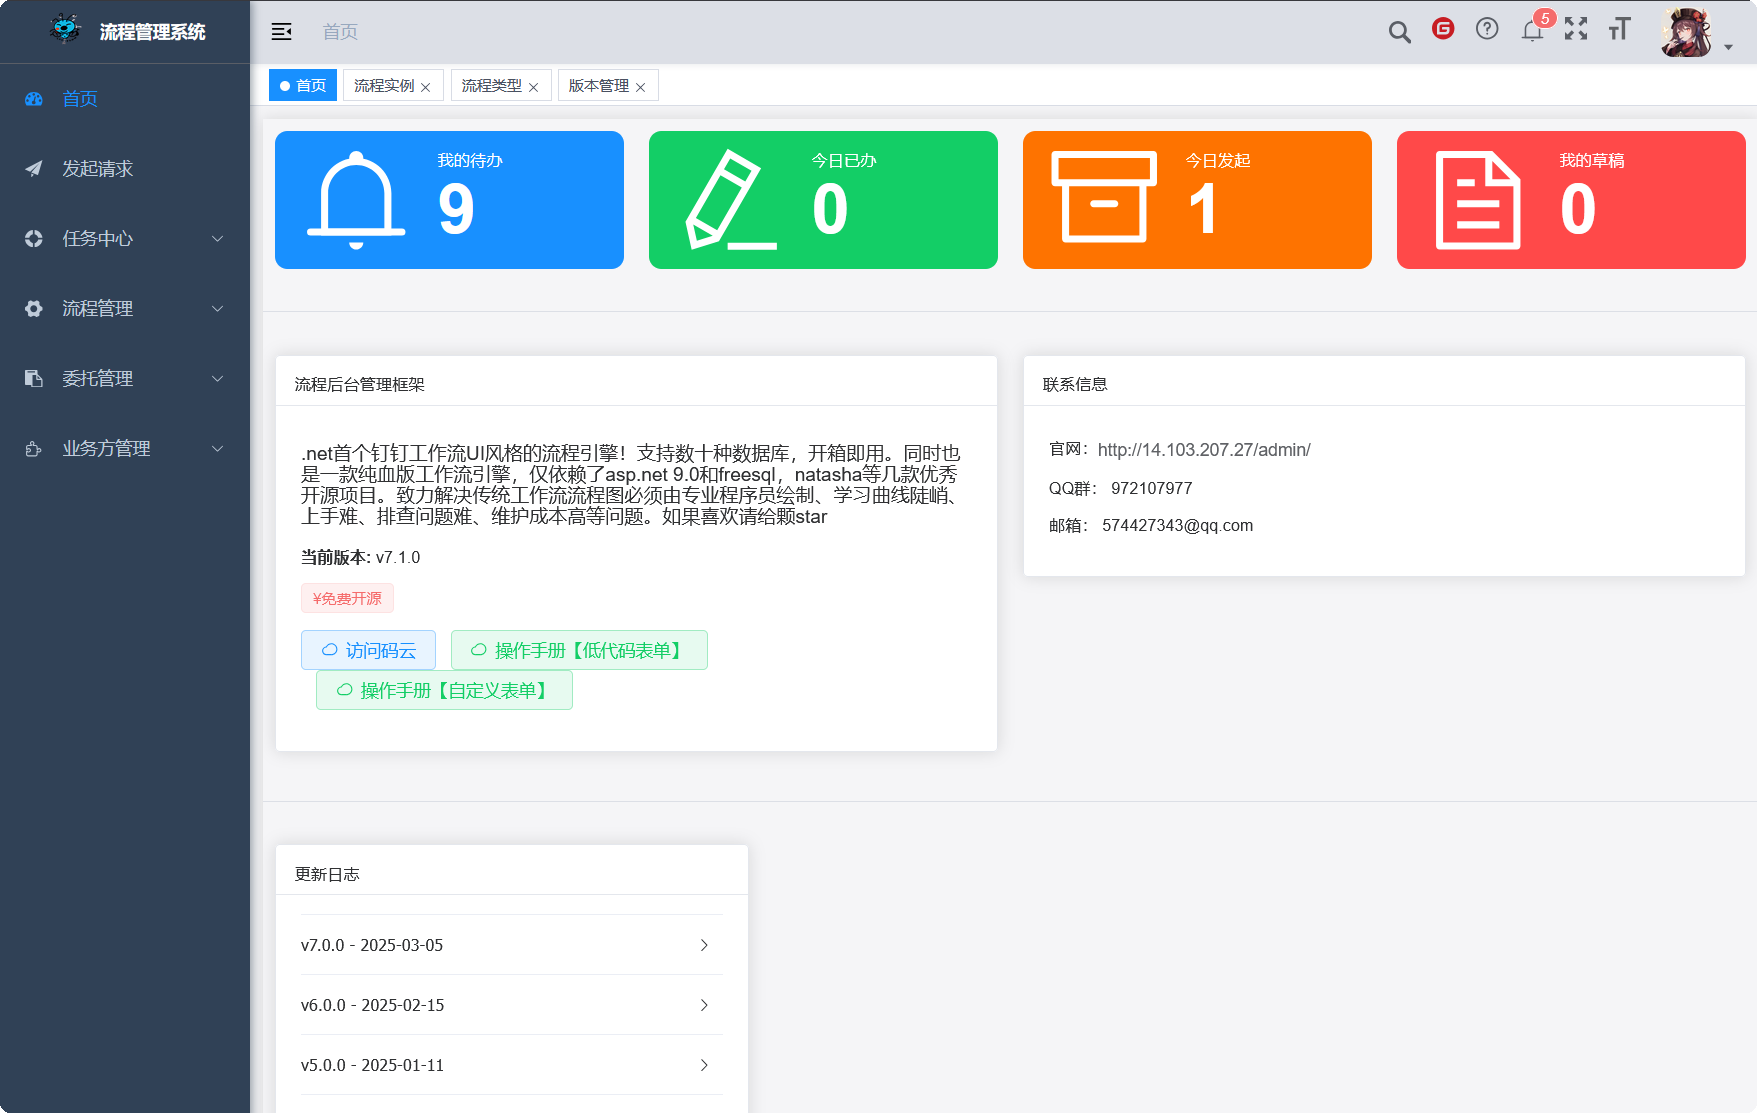 流程管理系统
首页
5
首页
流程实例
流程类型
版本管理
首页
发起请求
任务中心
流程管理
委托管理
业务方管理
我的待办
9
今日已办
0
今日发起
1
我的草稿
0
流程后台管理框架
.net首个钉钉工作流UI风格的流程引擎！支持数十种数据库，开箱即用。同时也
是一款纯血版工作流引擎，仅依赖了asp.net 9.0和freesql，natasha等几款优秀
开源项目。致力解决传统工作流流程图必须由专业程序员绘制、学习曲线陡峭、
上手难、排查问题难、维护成本高等问题。如果喜欢请给颗star
当前版本: v7.1.0
¥免费开源
访问码云
操作手册【低代码表单】
操作手册【自定义表单】
联系信息
官网：http://14.103.207.27/admin/
QQ群： 972107977
邮箱： 574427343@qq.com
更新日志
v7.0.0 - 2025-03-05
v6.0.0 - 2025-02-15
v5.0.0 - 2025-01-11